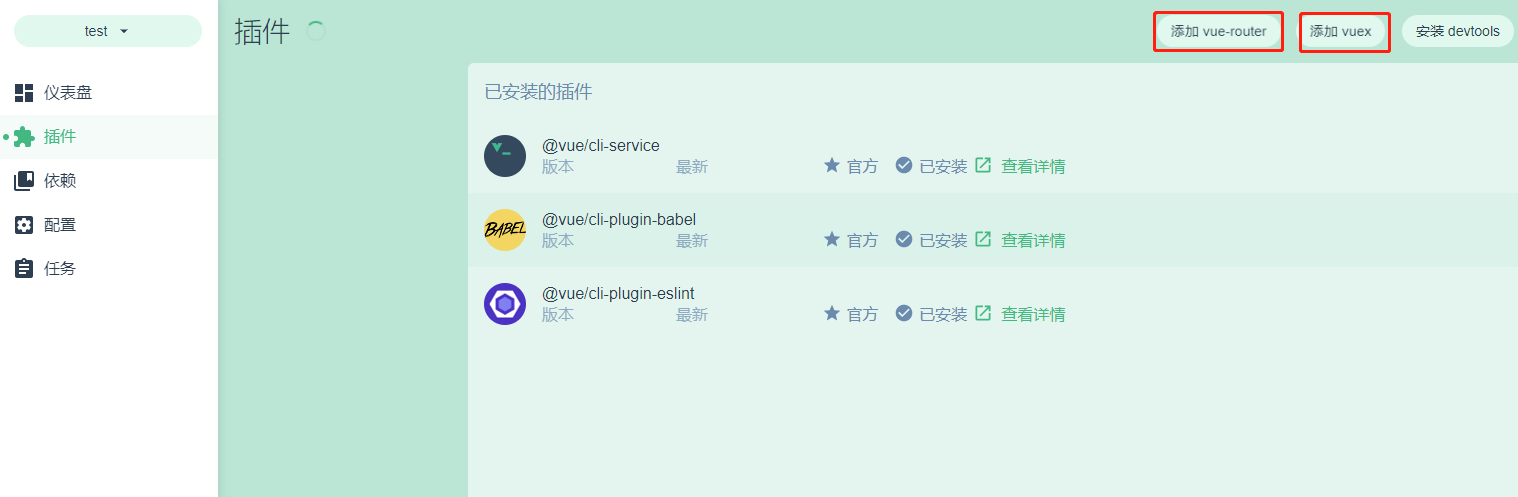 test
仪表盘
插件
依赖
配置
任务
插件
添加 vue-router
添加 vuex
安装 devtools
已安装的插件
@vue/cli-service
版本 最新 官方 已安装 查看详情
BABEL
@vue/cli-plugin-babel
版本 最新 官方 已安装 查看详情
@vue/cli-plugin-eslint
版本 最新 官方 已安装 查看详情